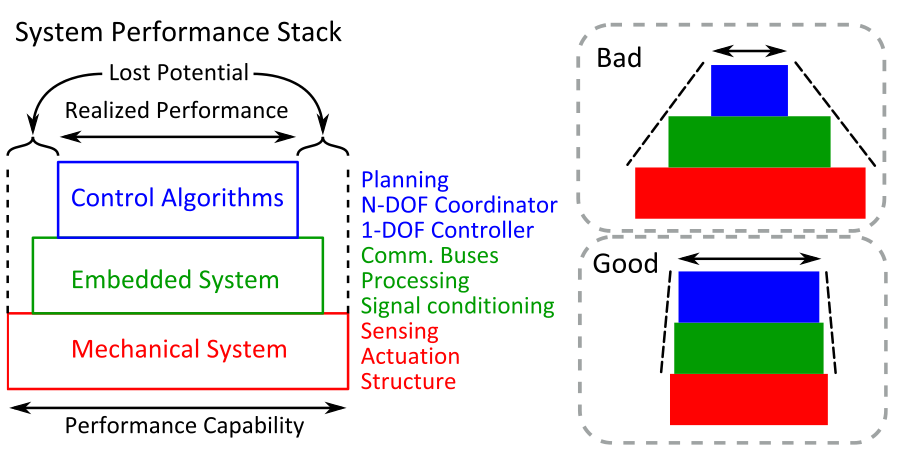 System Performance Stack
Lost Potential
Realized Performance
Control Algorithms
Embedded System
Mechanical System
Performance Capability
Planning
N-DOF Coordinator
1-DOF Controller
Comm. Buses
Processing
Signal conditioning
Sensing
Actuation
Structure
Bad
Good